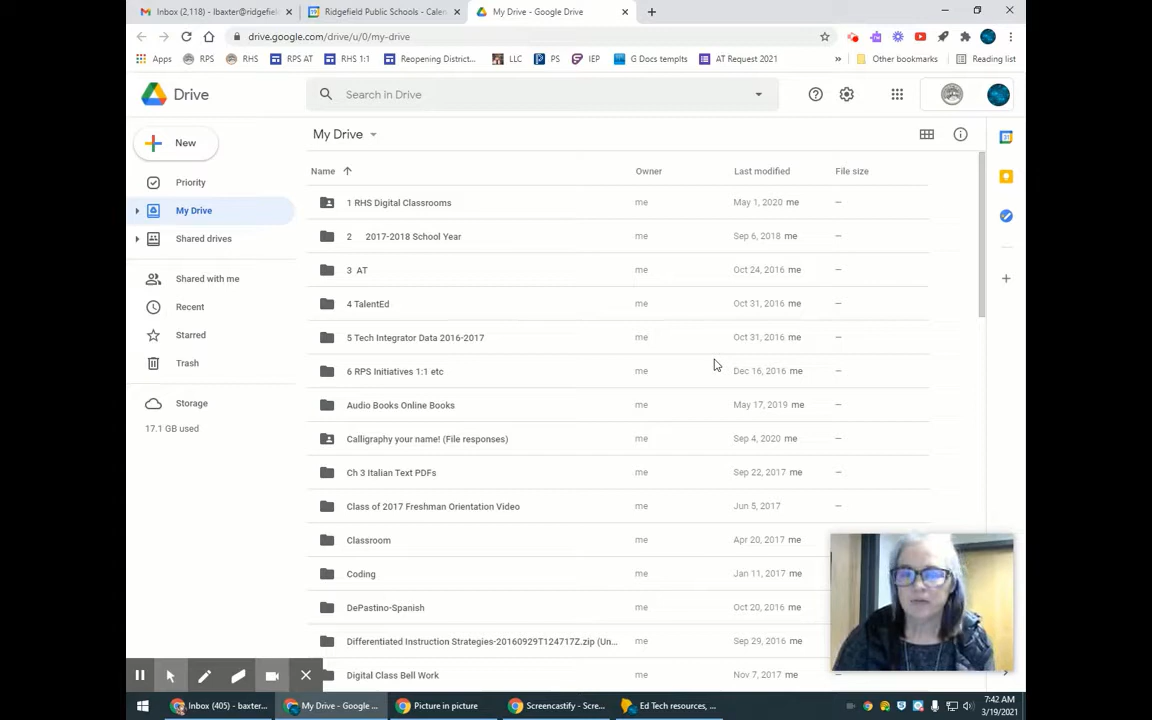 Inbox (2,118) - lbaxter@ridgefiel
Ridgefield Public Schools - Calen
My Drive - Google Drive
drive.google.com/drive/u/0/my-drive
Apps RPS RHS RPS AT RHS 1:1 Reopening District... LLC PS IEP G Docs templts AT Request 2021 » Other bookmarks Reading list
Drive
Search in Drive
New
My Drive
Priority
My Drive
Shared drives
Shared with me
Recent
Starred
Trash
Storage
17.1 GB used
Name Owner Last modified File size
1 RHS Digital Classrooms me May 1, 2020 me –
2 2017-2018 School Year me Sep 6, 2018 me –
3 AT me Oct 24, 2016 me –
4 TalentEd me Oct 31, 2016 me –
5 Tech Integrator Data 2016-2017 me Oct 31, 2016 me –
6 RPS Initiatives 1:1 etc me Dec 16, 2016 me –
Audio Books Online Books me May 17, 2019 me –
Calligraphy your name! (File responses) me Sep 4, 2020 me –
Ch 3 Italian Text PDFs me Sep 22, 2017 me –
Class of 2017 Freshman Orientation Video me Jun 5, 2017 –
Classroom me Apr 20, 2017 me
Coding me Jan 11, 2017 me
DePastino-Spanish me Oct 20, 2016 me
Differentiated Instruction Strategies-20160929T124717Z.zip (Un... me Sep 29, 2016 me
Digital Class Bell Work me Nov 7, 2017 me
Inbox (405) - baxter...
My Drive - Google ...
Picture in picture
Screencastify - Scre...
Ed Tech resources, ...
7:42 AM
3/19/2021